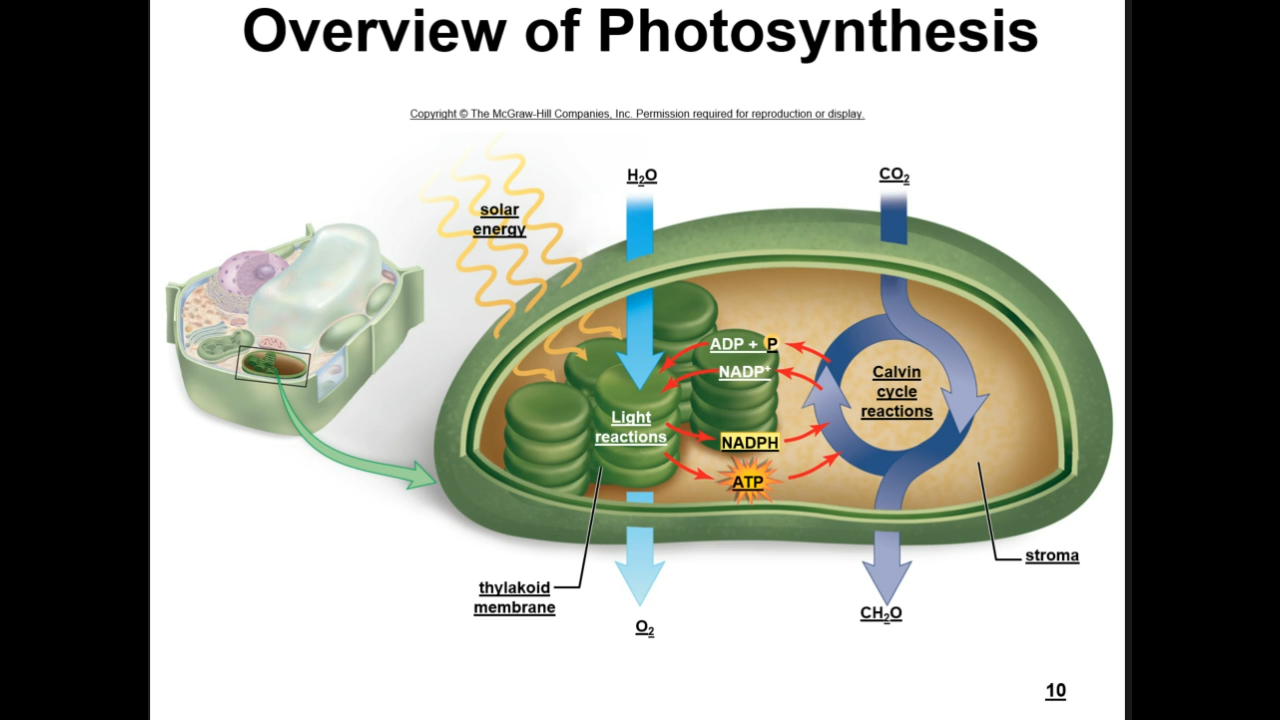 Overview of Photosynthesis
Copyright © The McGraw-Hill Companies, Inc. Permission required for reproduction or display.
H₂O
CO₂
solar
energy
ADP + P
NADP⁺
Calvin
cycle
reactions
Light
reactions
NADPH
ATP
stroma
thylakoid
membrane
O₂
CH₂O
10